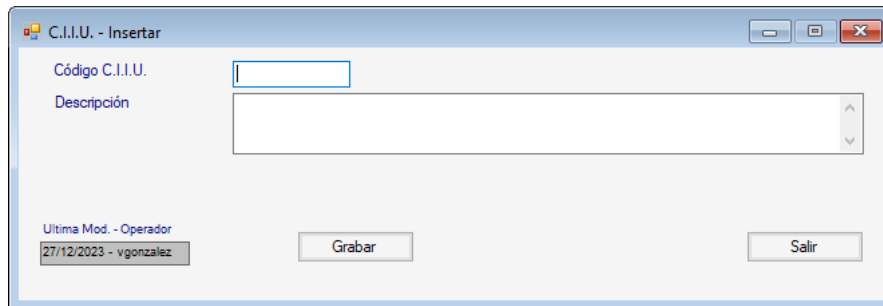 C.I.I.U. - Insertar
Código C.I.I.U.
Descripción
Ultima Mod. - Operador
27/12/2023 - vgonzalez
Grabar
Salir